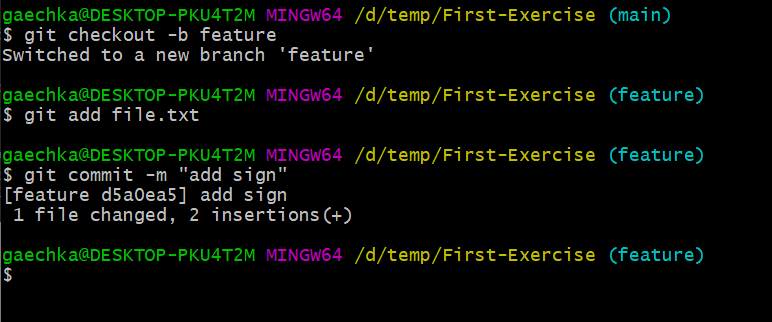 gaechka@DESKTOP-PKU4T2M MINGW64 /d/temp/First-Exercise (main)
$ git checkout -b feature
Switched to a new branch 'feature'
gaechka@DESKTOP-PKU4T2M MINGW64 /d/temp/First-Exercise (feature)
$ git add file.txt
gaechka@DESKTOP-PKU4T2M MINGW64 /d/temp/First-Exercise (feature)
$ git commit -m "add sign"
[feature d5a0ea5] add sign
 1 file changed, 2 insertions(+)
gaechka@DESKTOP-PKU4T2M MINGW64 /d/temp/First-Exercise (feature)
$